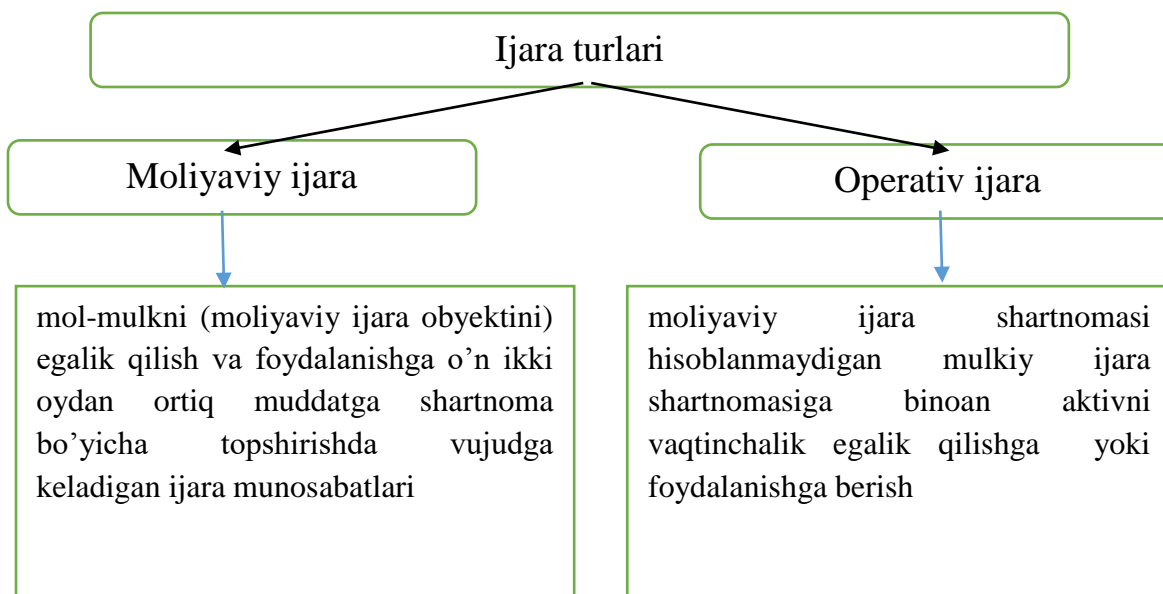 Ijara turlari
Moliyaviy ijara
Operativ ijara
mol-mulkni (moliyaviy ijara obyektini)
egalik qilish va foydalanishga o’n ikki
oydan ortiq muddatga shartnoma
bo’yicha topshirishda vujudga
keladigan ijara munosabatlari
moliyaviy ijara shartnomasi
hisoblanmaydigan mulkiy ijara
shartnomasiga binoan aktivni
vaqtinchalik egalik qilishga yoki
foydalanishga berish